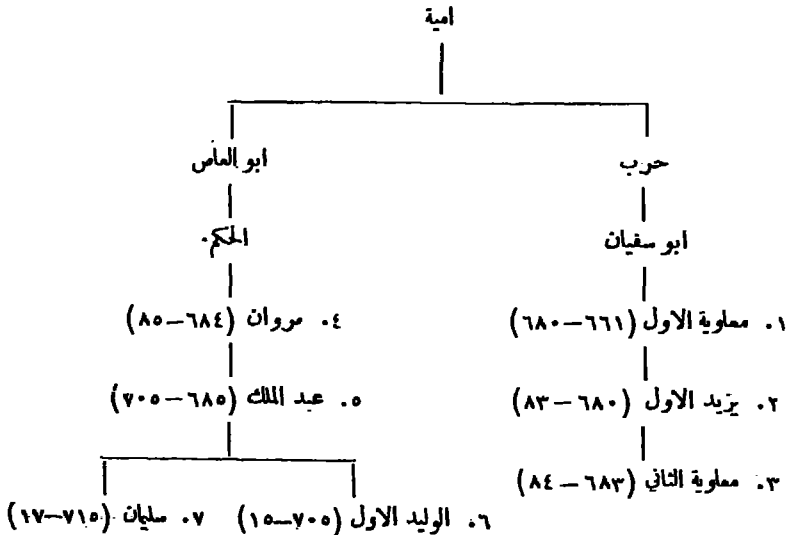 امية
حرب ابو العاص
ابو سفيان الحكم.
١. معاوية الاول (٦٦١–٦٨٠) ٤. مروان (٦٨٤–٨٥)
٢. يزيد الاول (٦٨٠–٨٣) ٥. عبد الملك (٦٨٥–٧٠٥)
٣. معاوية الثاني (٦٨٣–٨٤)
٦. الوليد الاول (٧٠٥–١٥) ٧. سليمان (٧١٥–١٧)